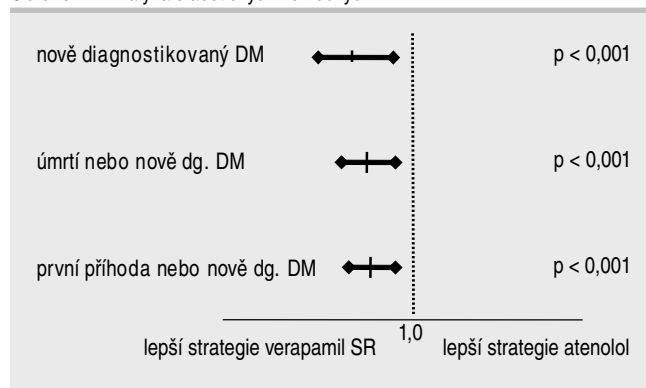 nově diagnostikovaný DM p < 0,001
úmrtí nebo nově dg. DM p < 0,001
první příhoda nebo nově dg. DM p < 0,001
1,0
lepší strategie verapamil SR lepší strategie atenolol